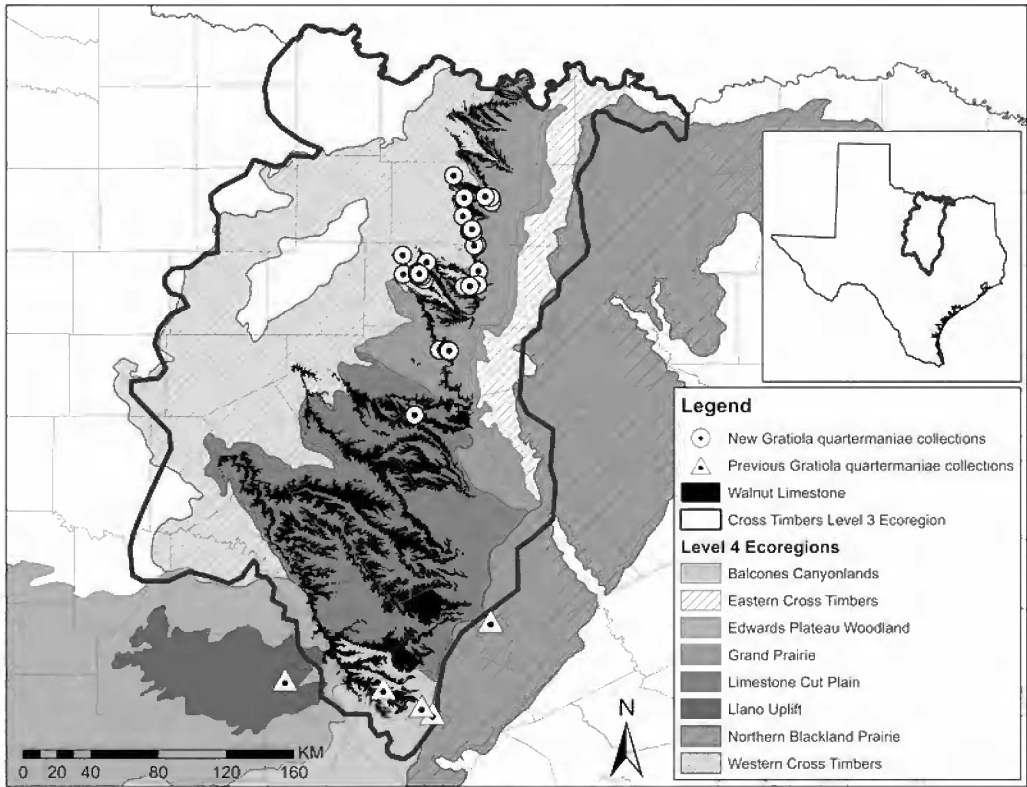 Legend
New Gratiola quartermaniae collections
Previous Gratiola quartermaniae collections
Walnut Limestone
Cross Timbers Level 3 Ecoregion
Level 4 Ecoregions
Balcones Canyonlands
Eastern Cross Timbers
Edwards Plateau Woodland
Grand Prairie
Limestone Cut Plain
Llano Uplift
Northern Blackland Prairie
Western Cross Timbers
N
KM
0 20 40 80 120 160